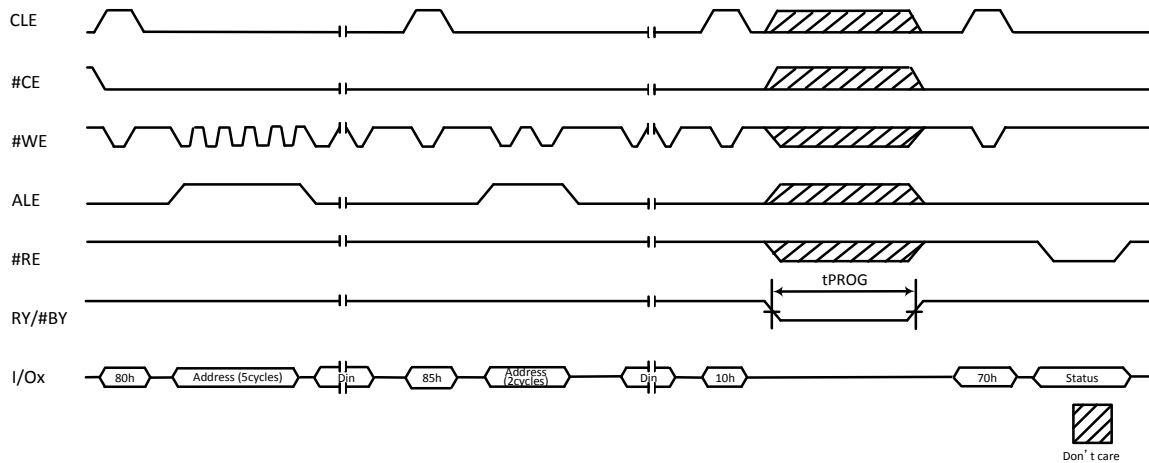 CLE
#CE
#WE
ALE
#RE
tPROG
RY/#BY
I/Ox
80h
Address (5cycles)
Din
85h
Address
(2cycles)
Din
10h
70h
Status
Don’t care